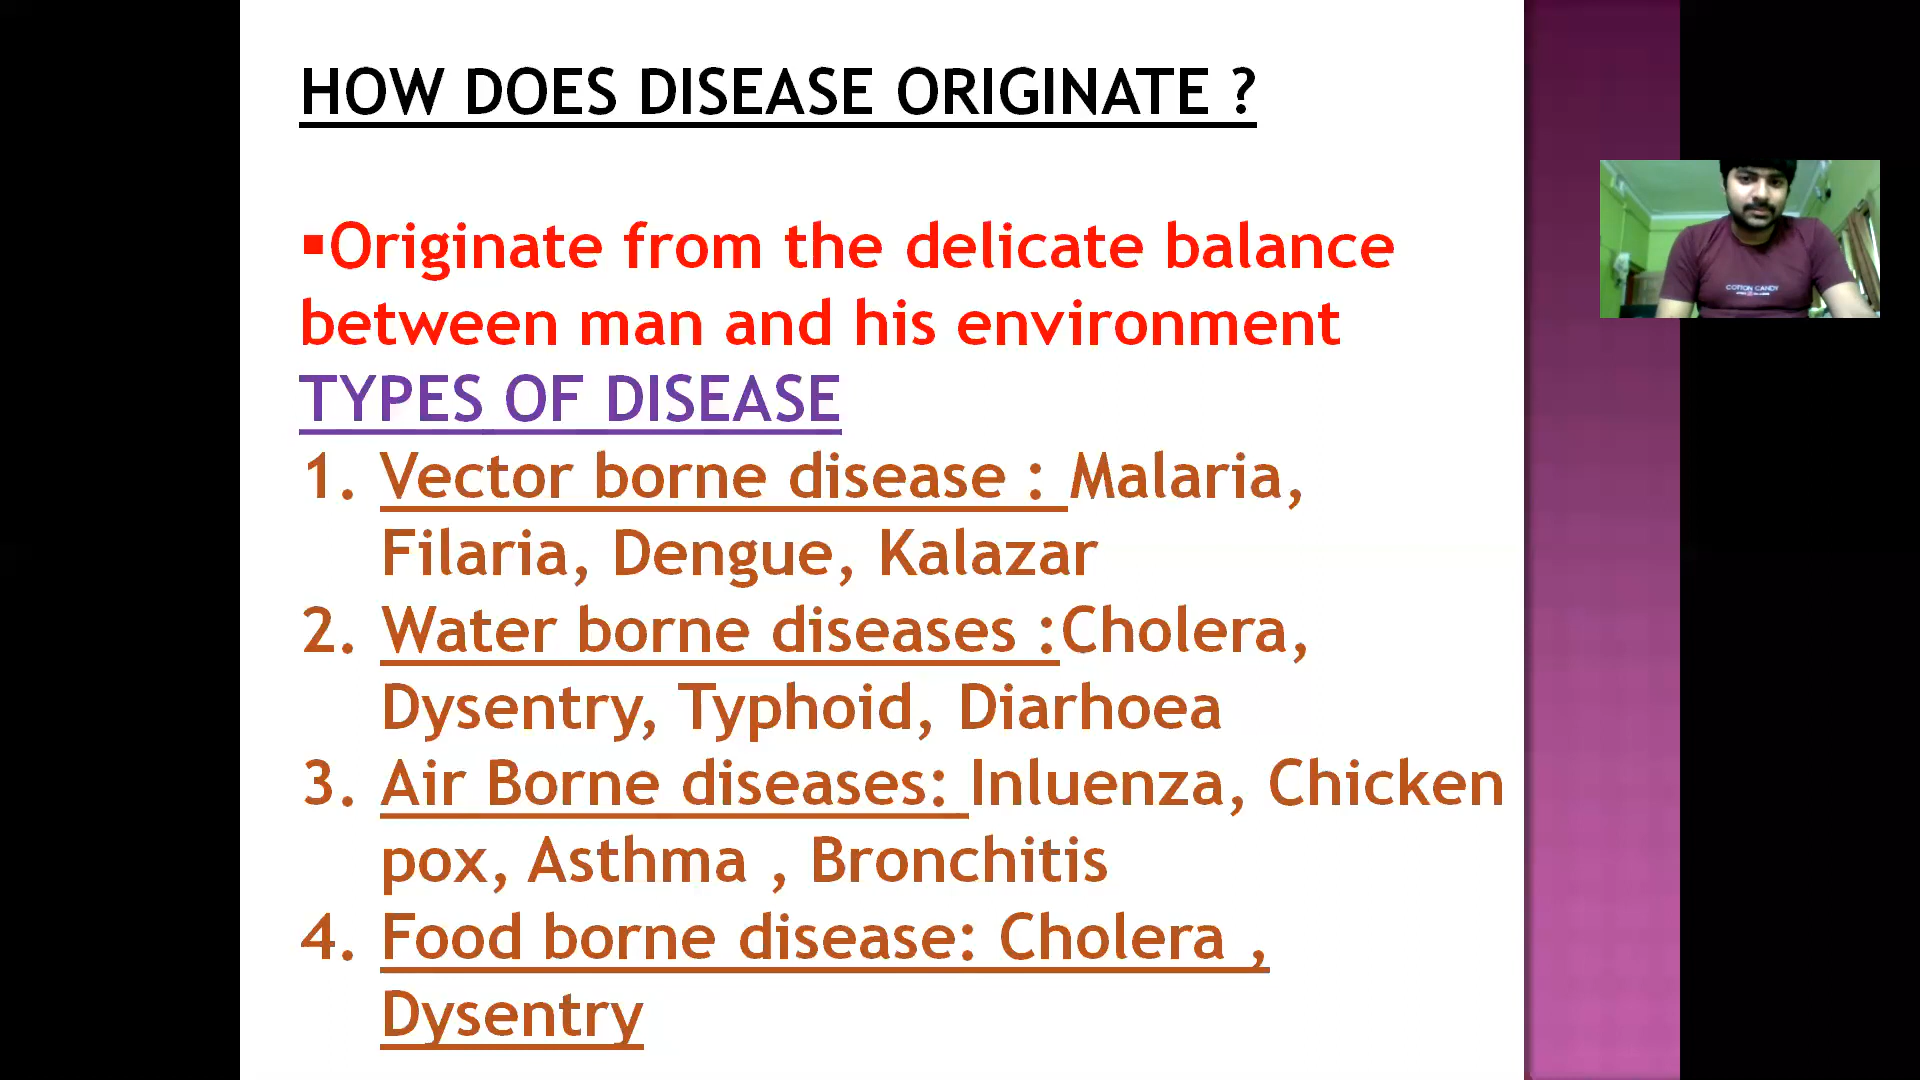 HOW DOES DISEASE ORIGINATE ?
▪Originate from the delicate balance
between man and his environment
TYPES OF DISEASE
1. Vector borne disease : Malaria,
Filaria, Dengue, Kalazar
2. Water borne diseases :Cholera,
Dysentry, Typhoid, Diarhoea
3. Air Borne diseases: Inluenza, Chicken
pox, Asthma , Bronchitis
4. Food borne disease: Cholera ,
Dysentry
COTTON CANDY